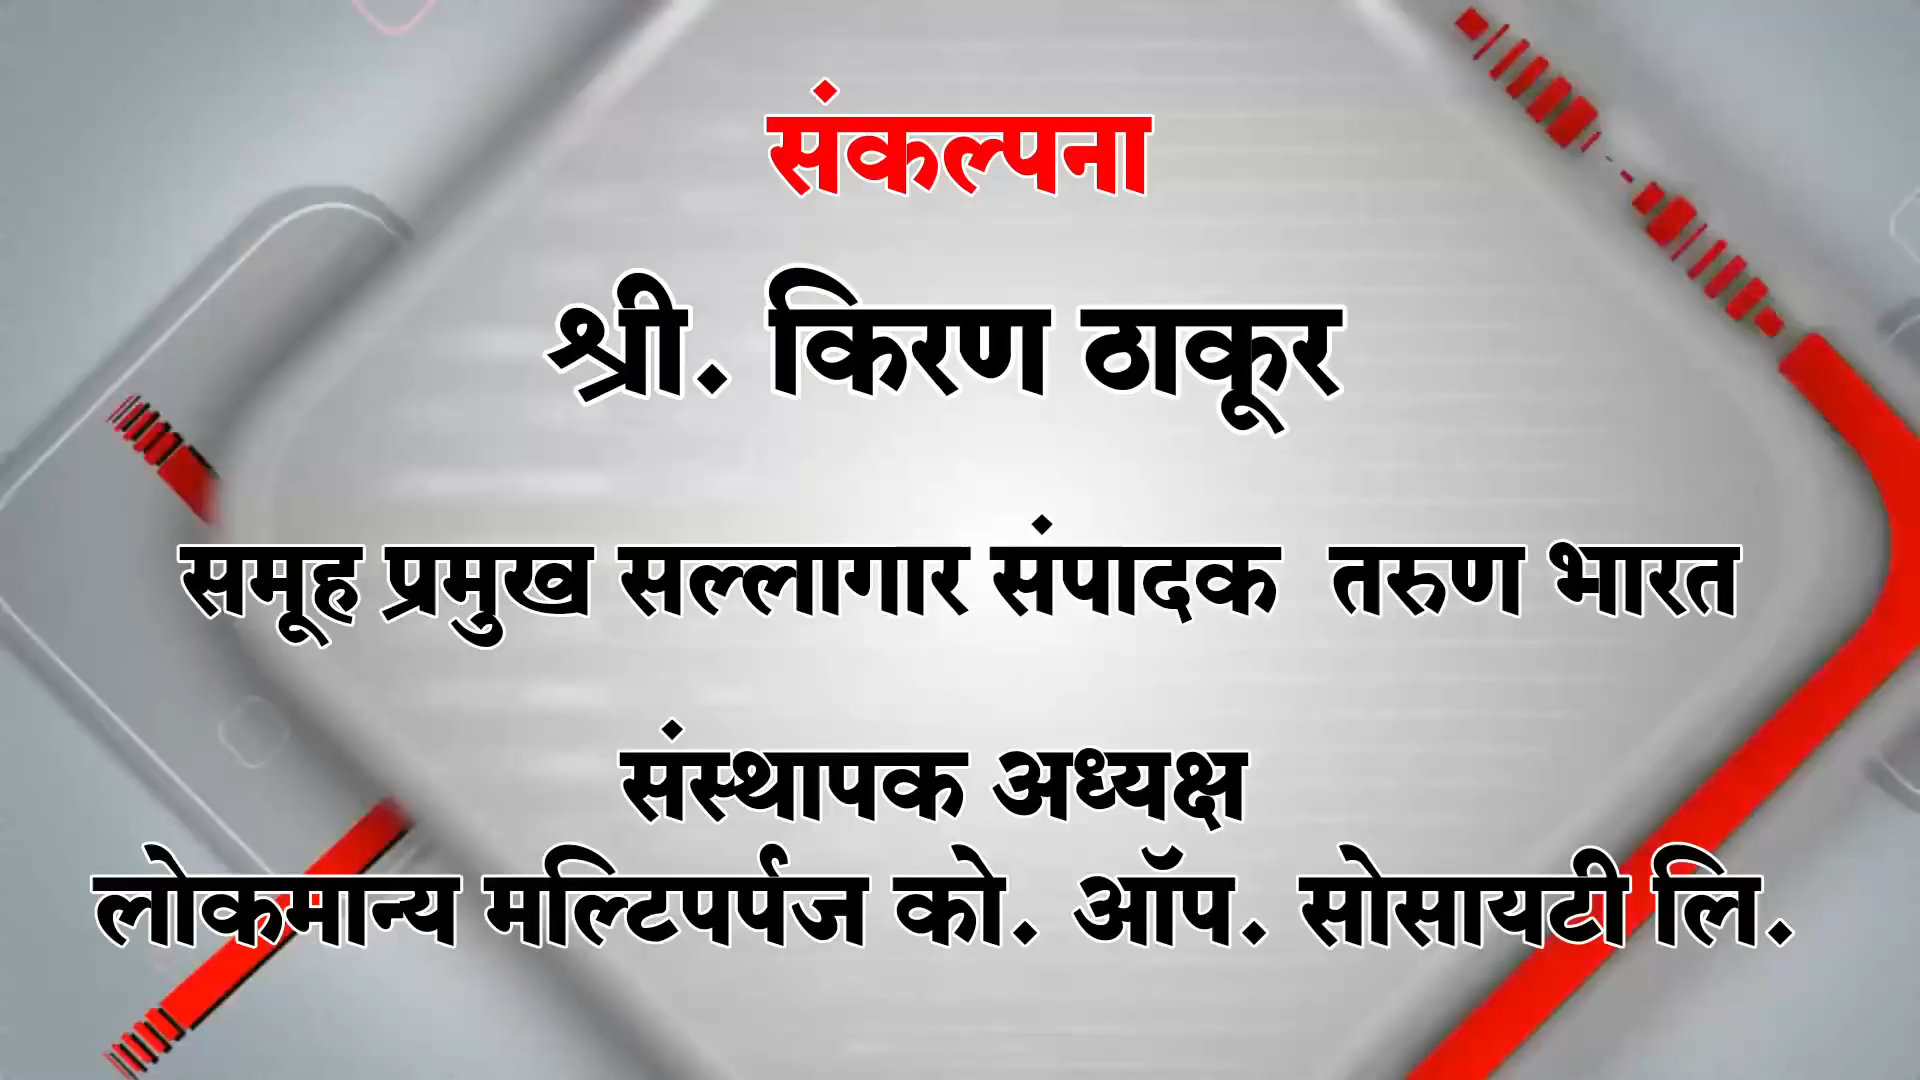 संकल्पना
श्री. किरण ठाकूर
समूह प्रमुख सल्लागार संपादक तरुण भारत
संस्थापक अध्यक्ष
लोकमान्य मल्टिपर्पज को. ऑप. सोसायटी लि.